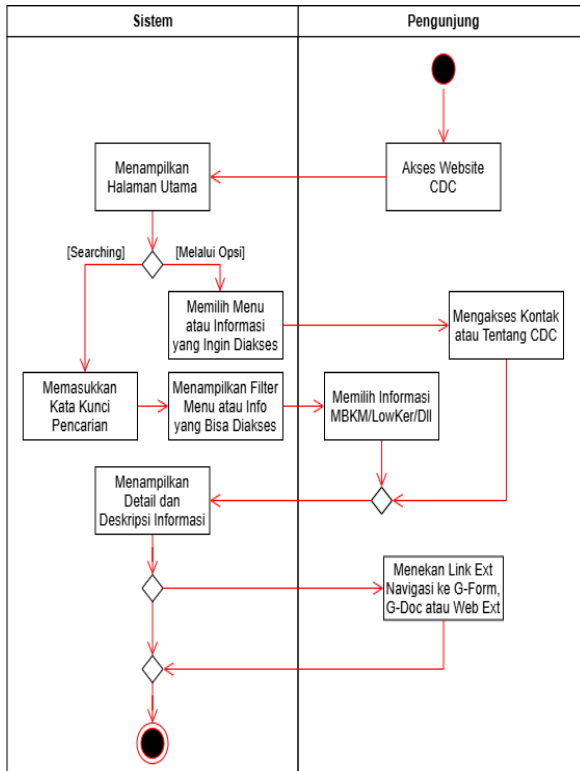 Sistem
Pengunjung
Akses Website
CDC
Menampilkan
Halaman Utama
[Searching]
[Melalui Opsi]
Memilih Menu
atau Informasi
yang Ingin Diakses
Mengakses Kontak
atau Tentang CDC
Memasukkan
Kata Kunci
Pencarian
Menampilkan Filter
Menu atau Info
yang Bisa Diakses
Memilih Informasi
MBKM/LowKer/Dll
Menampilkan
Detail dan
Deskripsi Informasi
Menekan Link Ext
Navigasi ke G-Form,
G-Doc atau Web Ext